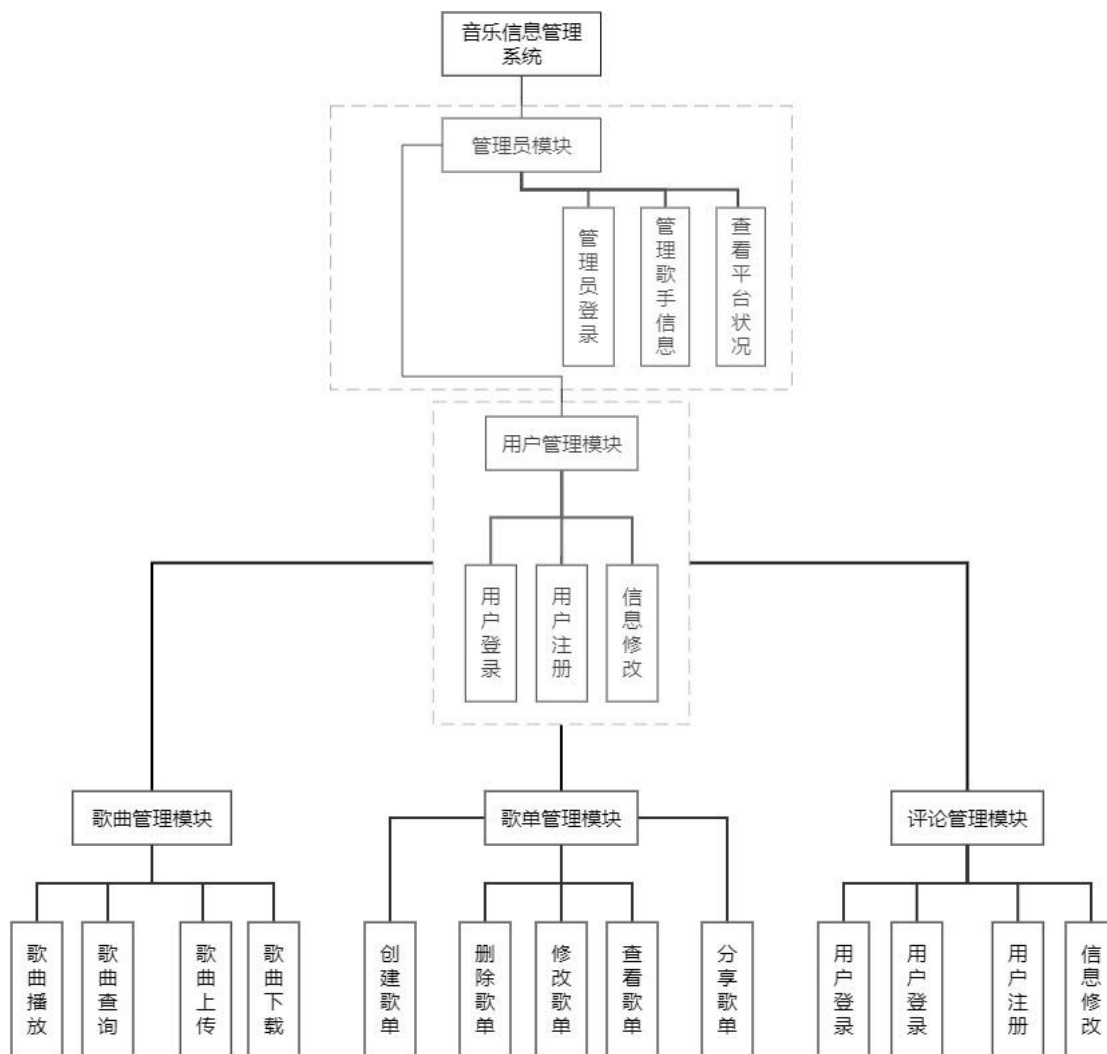 音乐信息管理
系统
管理员模块
管理员登录
管理歌手信息
查看平台状况
用户管理模块
用户登录
用户注册
信息修改
歌曲管理模块
歌单管理模块
评论管理模块
歌曲播放
歌曲查询
歌曲上传
歌曲下载
创建歌单
删除歌单
修改歌单
查看歌单
分享歌单
用户登录
用户登录
用户注册
信息修改